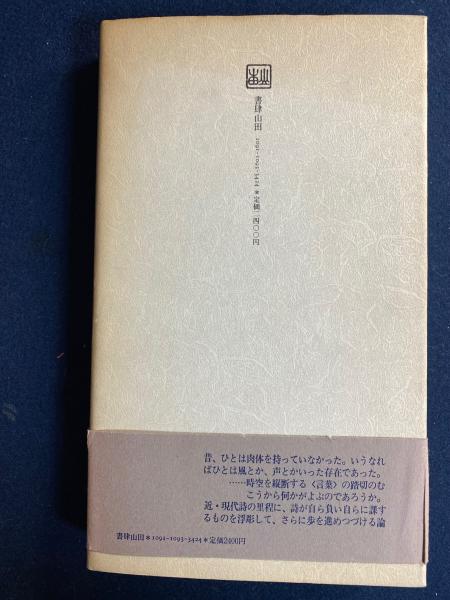 書肆山田 1092-1093-3424 * 定価二四〇〇円
昔、ひとは肉体を持っていなかった。いうなれ
ばひとは風とか、声とかいった存在であった。
……時空を縦断する〈言葉〉の踏切のむ
こうから何かがよぶのであろうか。
近・現代詩の里程に、詩が自ら負い自らに課す
るものを浮彫して、さらに歩を進めつづける論
書肆山田*1092-1093-3424*定価2400円